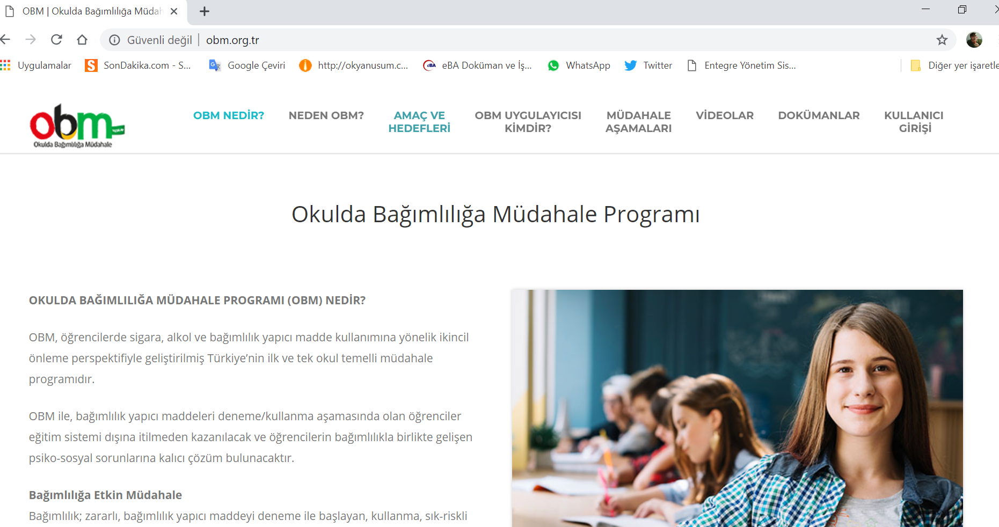 OBM | Okulda Bağımlılığa Müdah
Güvenli değil | obm.org.tr
Uygulamalar
SonDakika.com - S...
Google Çeviri
http://okyanusum.c...
eBA Doküman ve İş...
WhatsApp
Twitter
Entegre Yönetim Sis...
Diğer yer işaretle
obm
Okulda Bağımlılığa Müdahale
OBM NEDİR?
NEDEN OBM?
AMAÇ VE
HEDEFLERİ
OBM UYGULAYICISI
KİMDİR?
MÜDAHALE
AŞAMALARI
VİDEOLAR
DOKÜMANLAR
KULLANICI
GİRİŞİ
Okulda Bağımlılığa Müdahale Programı
OKULDA BAĞIMLILIĞA MÜDAHALE PROGRAMI (OBM) NEDİR?
OBM, öğrencilerde sigara, alkol ve bağımlılık yapıcı madde kullanımına yönelik ikincil
önleme perspektifiyle geliştirilmiş Türkiye’nin ilk ve tek okul temelli müdahale
programıdır.
OBM ile, bağımlılık yapıcı maddeleri deneme/kullanma aşamasında olan öğrenciler
eğitim sistemi dışına itilmeden kazanılacak ve öğrencilerin bağımlılıkla birlikte gelişen
psiko-sosyal sorunlarına kalıcı çözüm bulunacaktır.
Bağımlılığa Etkin Müdahale
Bağımlılık; zararlı, bağımlılık yapıcı maddeyi deneme ile başlayan, kullanma, sık-riskli